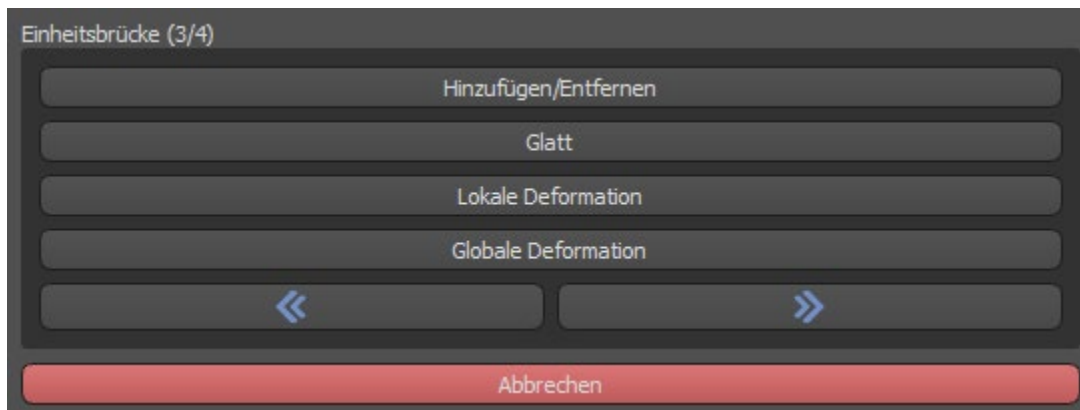 Einheitsbrücke (3/4)
Hinzufügen/Entfernen
Glatt
Lokale Deformation
Globale Deformation
Abbrechen